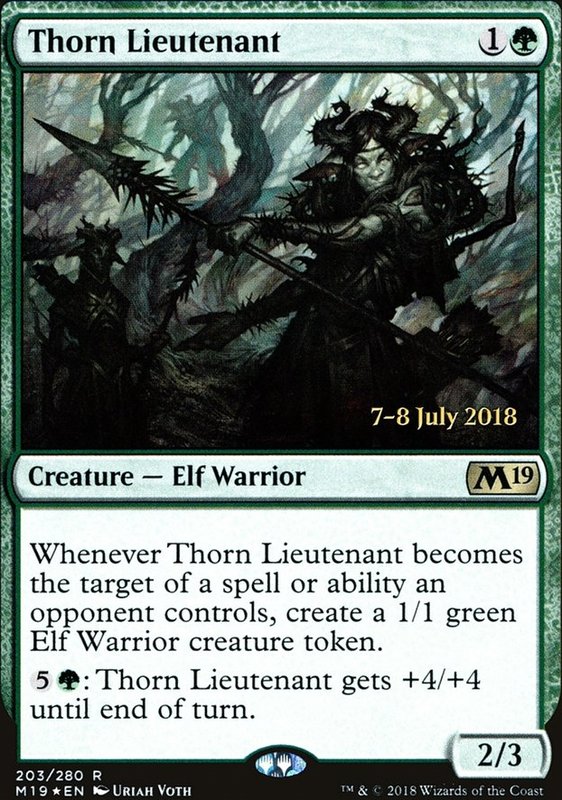 Thorn Lieutenant 1
7–8 July 2018
Creature — Elf Warrior M19
Whenever Thorn Lieutenant becomes
the target of a spell or ability an
opponent controls, create a 1/1 green
Elf Warrior creature token.
5 : Thorn Lieutenant gets +4/+4
until end of turn.
2/3
203/280 R
M19★EN Uriah Voth
™ & © 2018 Wizards of the Coast